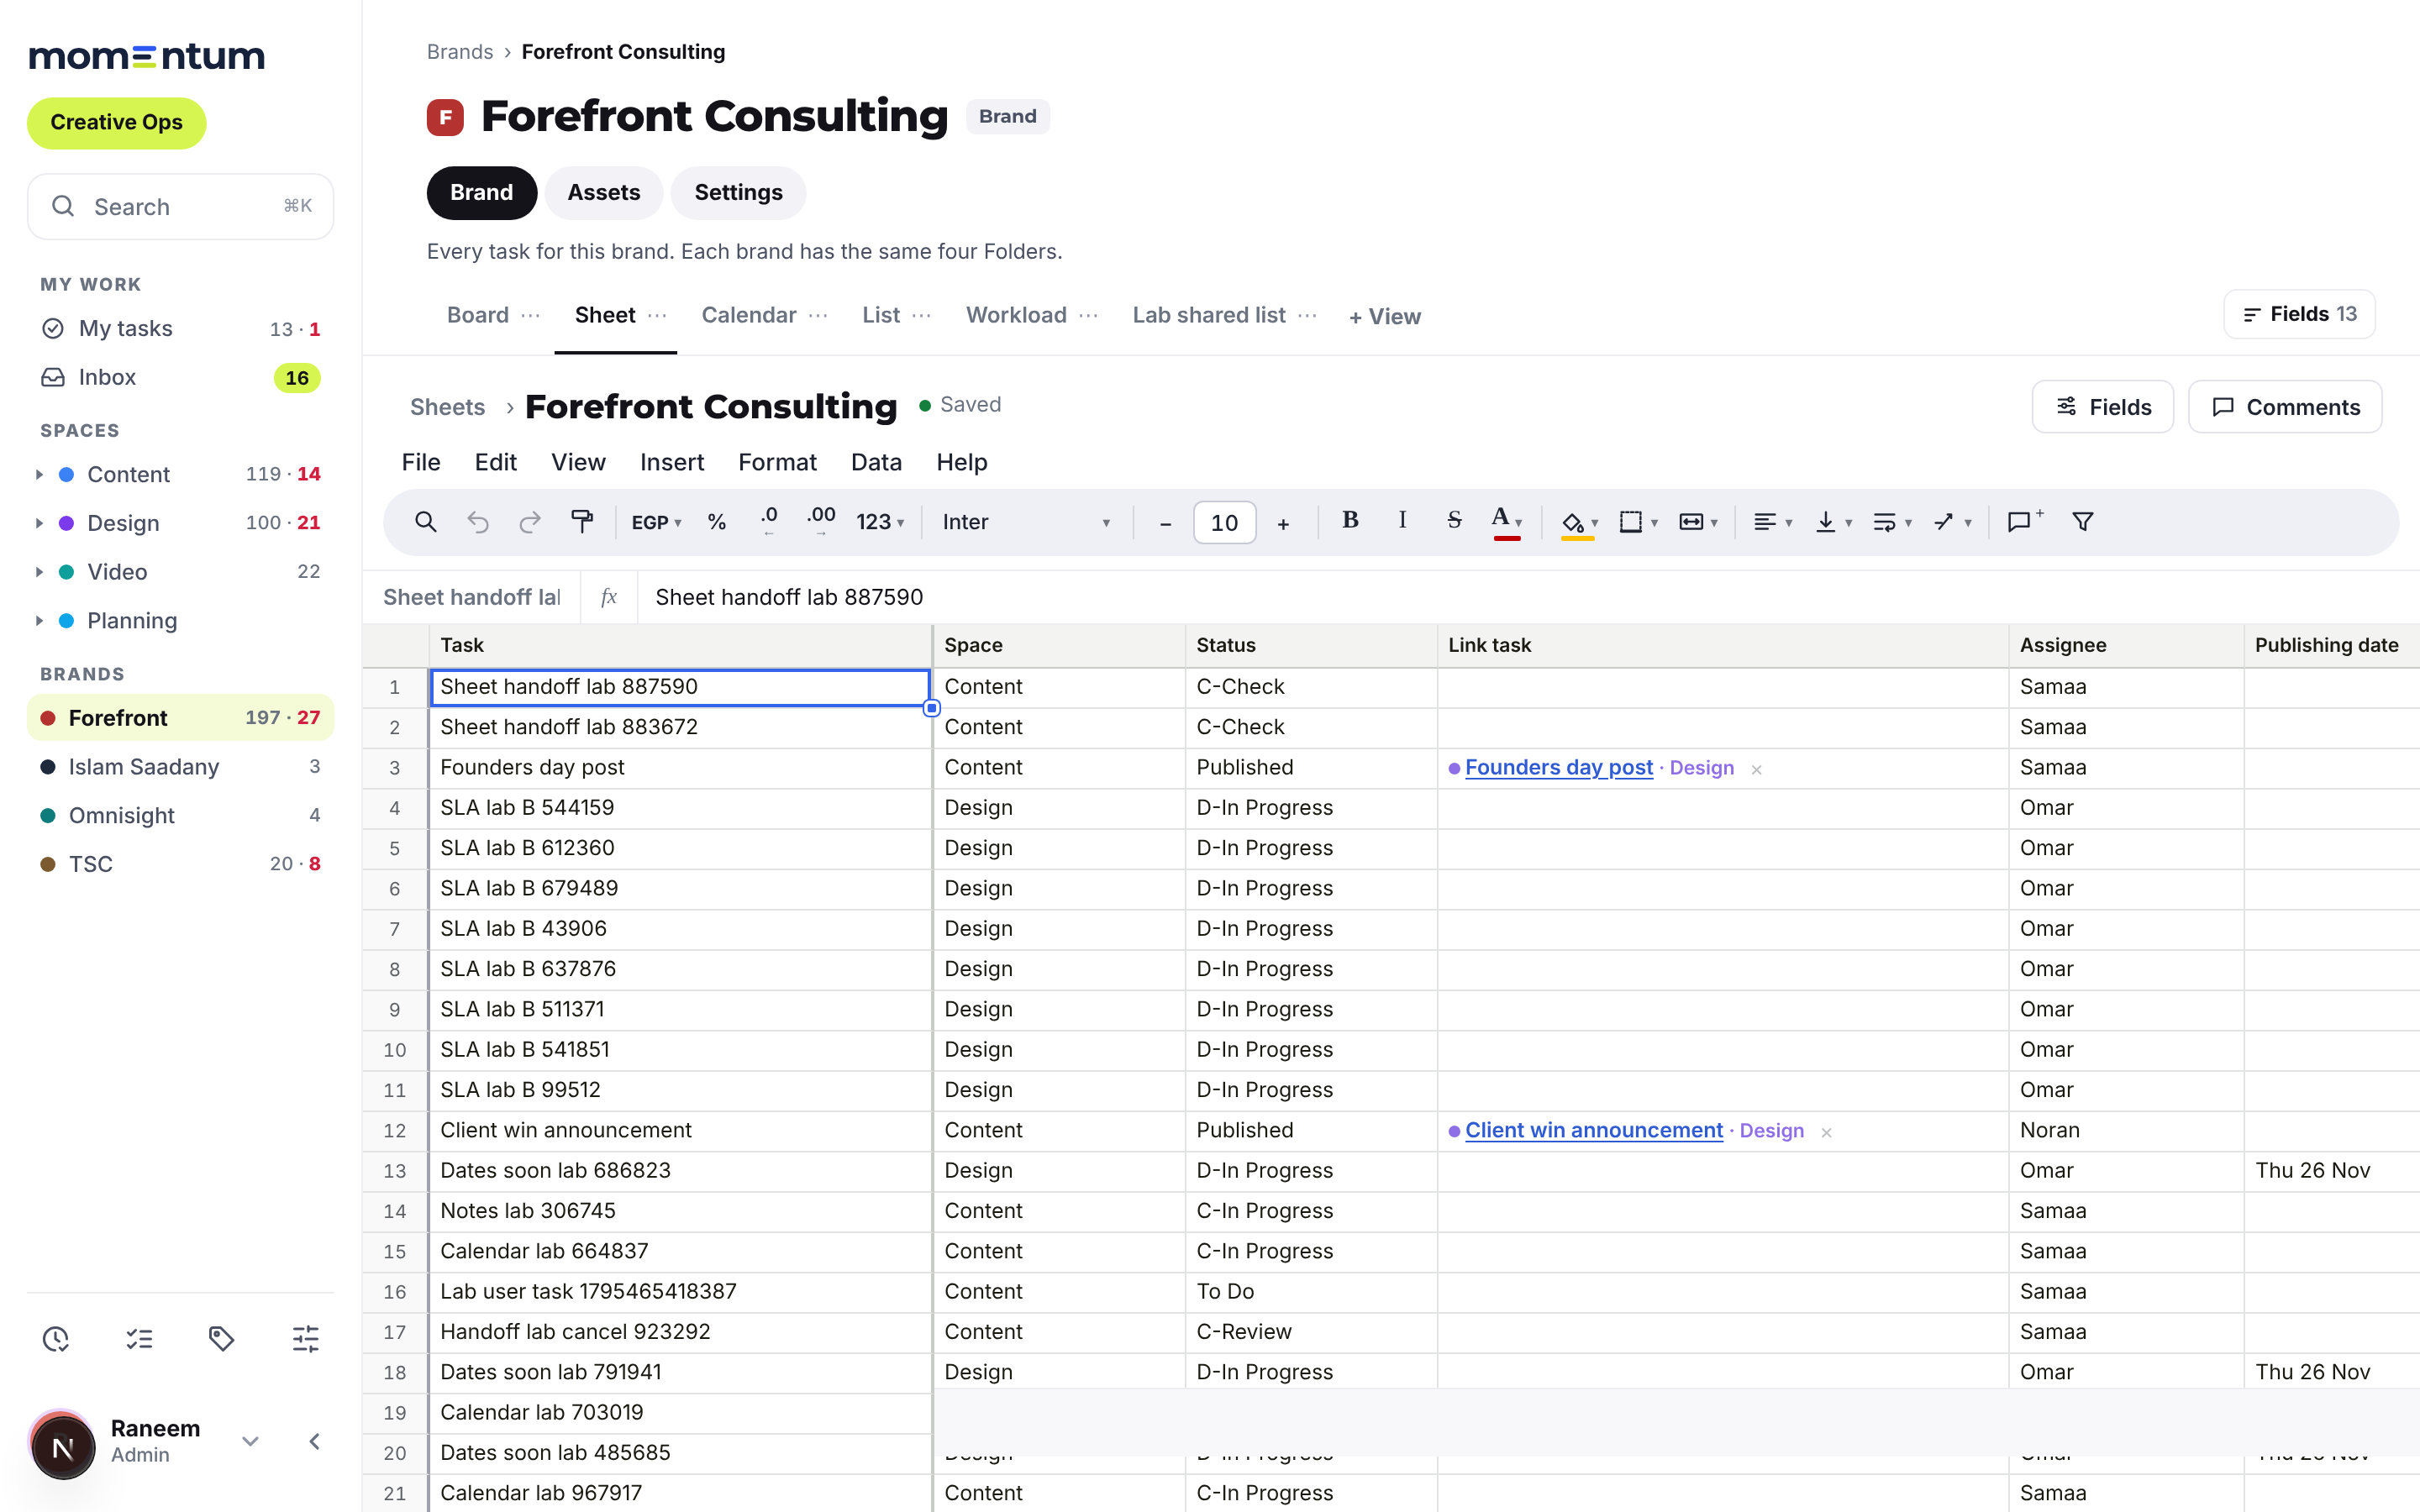 momentum
Creative Ops
Search ⌘K
MY WORK
My tasks 13 · 1
Inbox 16
SPACES
Content 119 · 14
Design 100 · 21
Video 22
Planning
BRANDS
Forefront 197 · 27
Islam Saadany 3
Omnisight 4
TSC 20 · 8
N
Raneem
Admin
Brands › Forefront Consulting
F Forefront Consulting Brand
Brand Assets Settings
Every task for this brand. Each brand has the same four Folders.
Board ··· Sheet ··· Calendar ··· List ··· Workload ··· Lab shared list ··· + View Fields 13
Sheets › Forefront Consulting Saved Fields Comments
File Edit View Insert Format Data Help
EGP % .0 .00 123 Inter – 10 + B I S A
Sheet handoff lal fx Sheet handoff lab 887590
Task Space Status Link task Assignee Publishing date
1 Sheet handoff lab 887590 Content C-Check Samaa
2 Sheet handoff lab 883672 Content C-Check Samaa
3 Founders day post Content Published Founders day post · Design × Samaa
4 SLA lab B 544159 Design D-In Progress Omar
5 SLA lab B 612360 Design D-In Progress Omar
6 SLA lab B 679489 Design D-In Progress Omar
7 SLA lab B 43906 Design D-In Progress Omar
8 SLA lab B 637876 Design D-In Progress Omar
9 SLA lab B 511371 Design D-In Progress Omar
10 SLA lab B 541851 Design D-In Progress Omar
11 SLA lab B 99512 Design D-In Progress Omar
12 Client win announcement Content Published Client win announcement · Design × Noran
13 Dates soon lab 686823 Design D-In Progress Omar Thu 26 Nov
14 Notes lab 306745 Content C-In Progress Samaa
15 Calendar lab 664837 Content C-In Progress Samaa
16 Lab user task 1795465418387 Content To Do Samaa
17 Handoff lab cancel 923292 Content C-Review Samaa
18 Dates soon lab 791941 Design D-In Progress Omar Thu 26 Nov
19 Calendar lab 703019
20 Dates soon lab 485685
21 Calendar lab 967917 Content C-In Progress Samaa